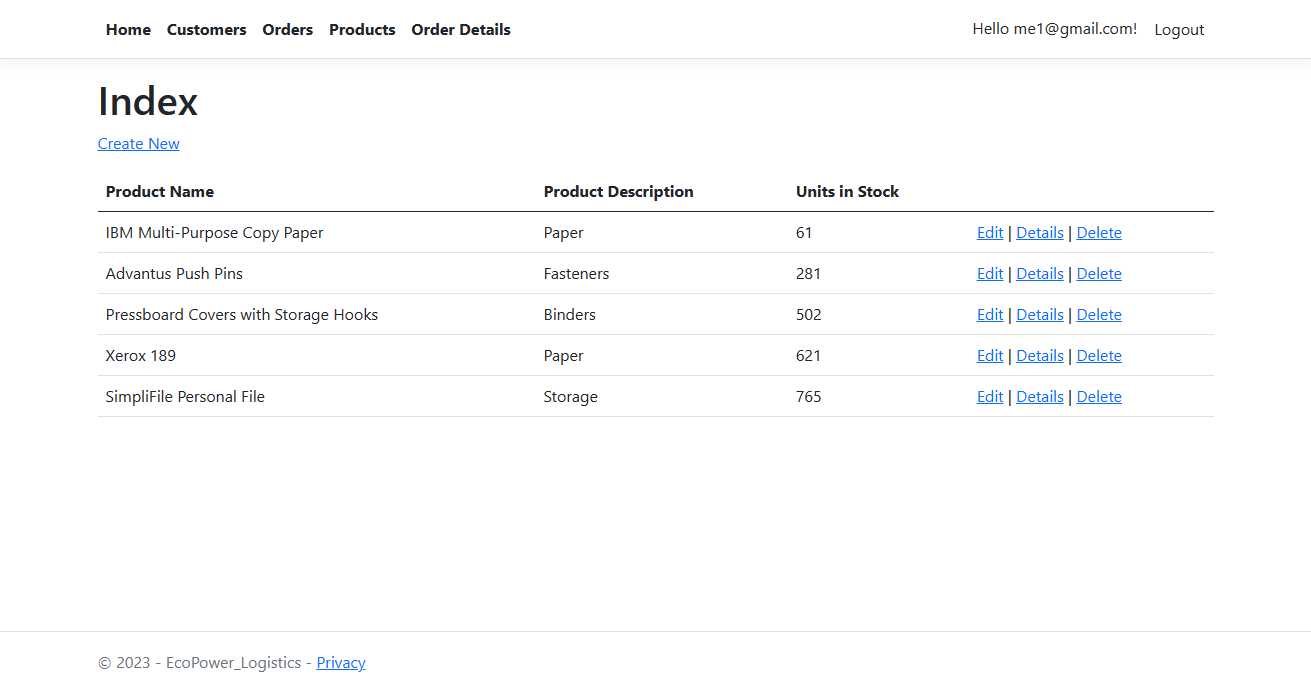 Home Customers Orders Products Order Details Hello me1@gmail.com! Logout
Index
Create New
Product Name Product Description Units in Stock
IBM Multi-Purpose Copy Paper Paper 61 Edit | Details | Delete
Advantus Push Pins Fasteners 281 Edit | Details | Delete
Pressboard Covers with Storage Hooks Binders 502 Edit | Details | Delete
Xerox 189 Paper 621 Edit | Details | Delete
SimpliFile Personal File Storage 765 Edit | Details | Delete
© 2023 - EcoPower_Logistics - Privacy